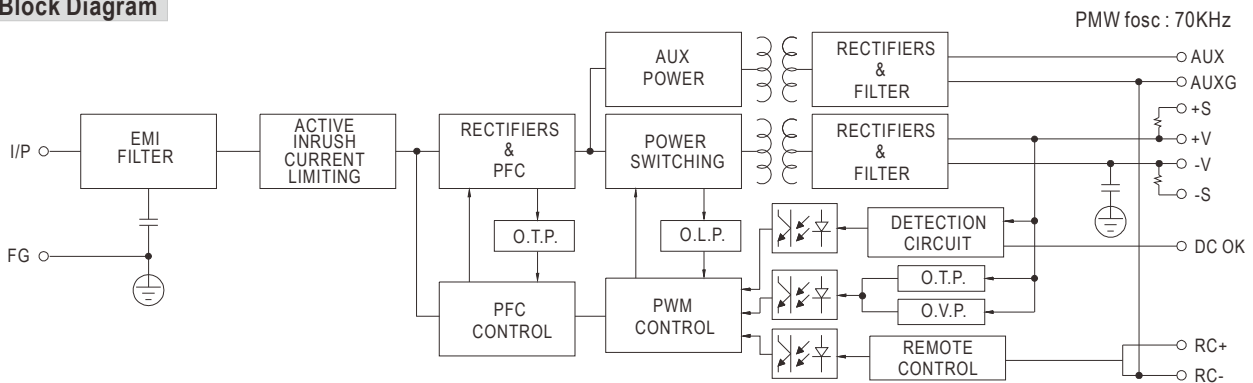 Block Diagram
PMW fosc : 70KHz
AUX
POWER
RECTIFIERS
&
FILTER
AUX
AUXG
+S
I/P
EMI
FILTER
ACTIVE
INRUSH
CURRENT
LIMITING
RECTIFIERS
&
PFC
POWER
SWITCHING
RECTIFIERS
&
FILTER
+V
-V
-S
FG
O.T.P.
O.L.P.
DETECTION
CIRCUIT
DC OK
PFC
CONTROL
PWM
CONTROL
O.T.P.
O.V.P.
REMOTE
CONTROL
RC+
RC-